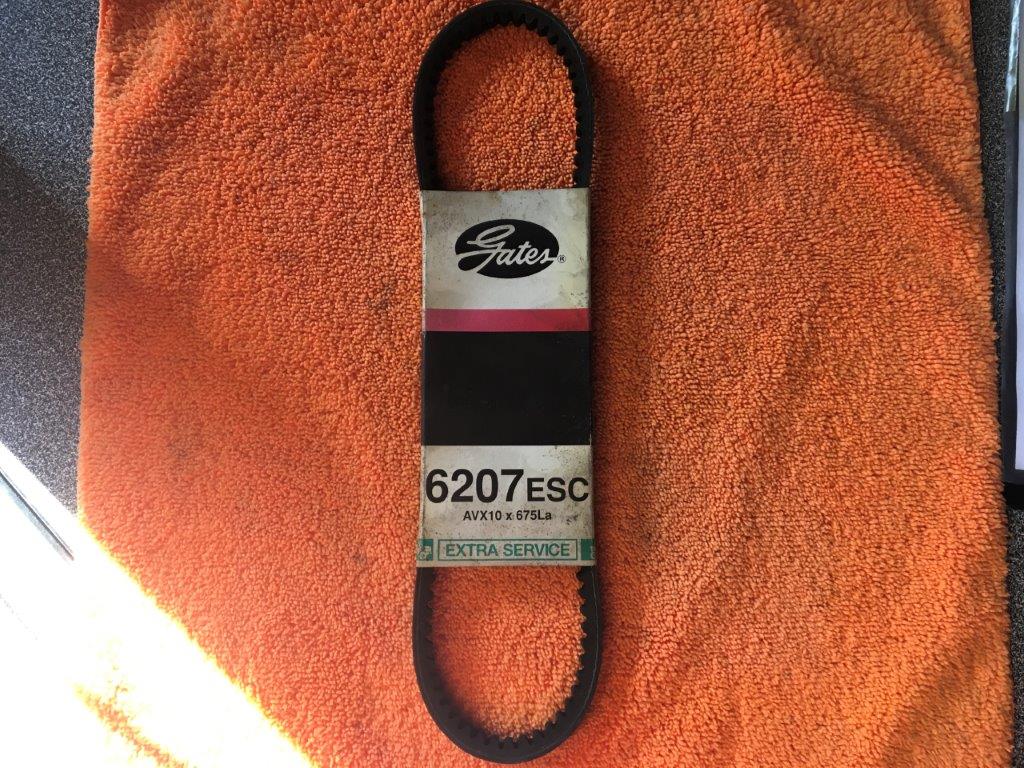 Gates®
6207ESC
AVX10 x 675La
EXTRA SERVICE